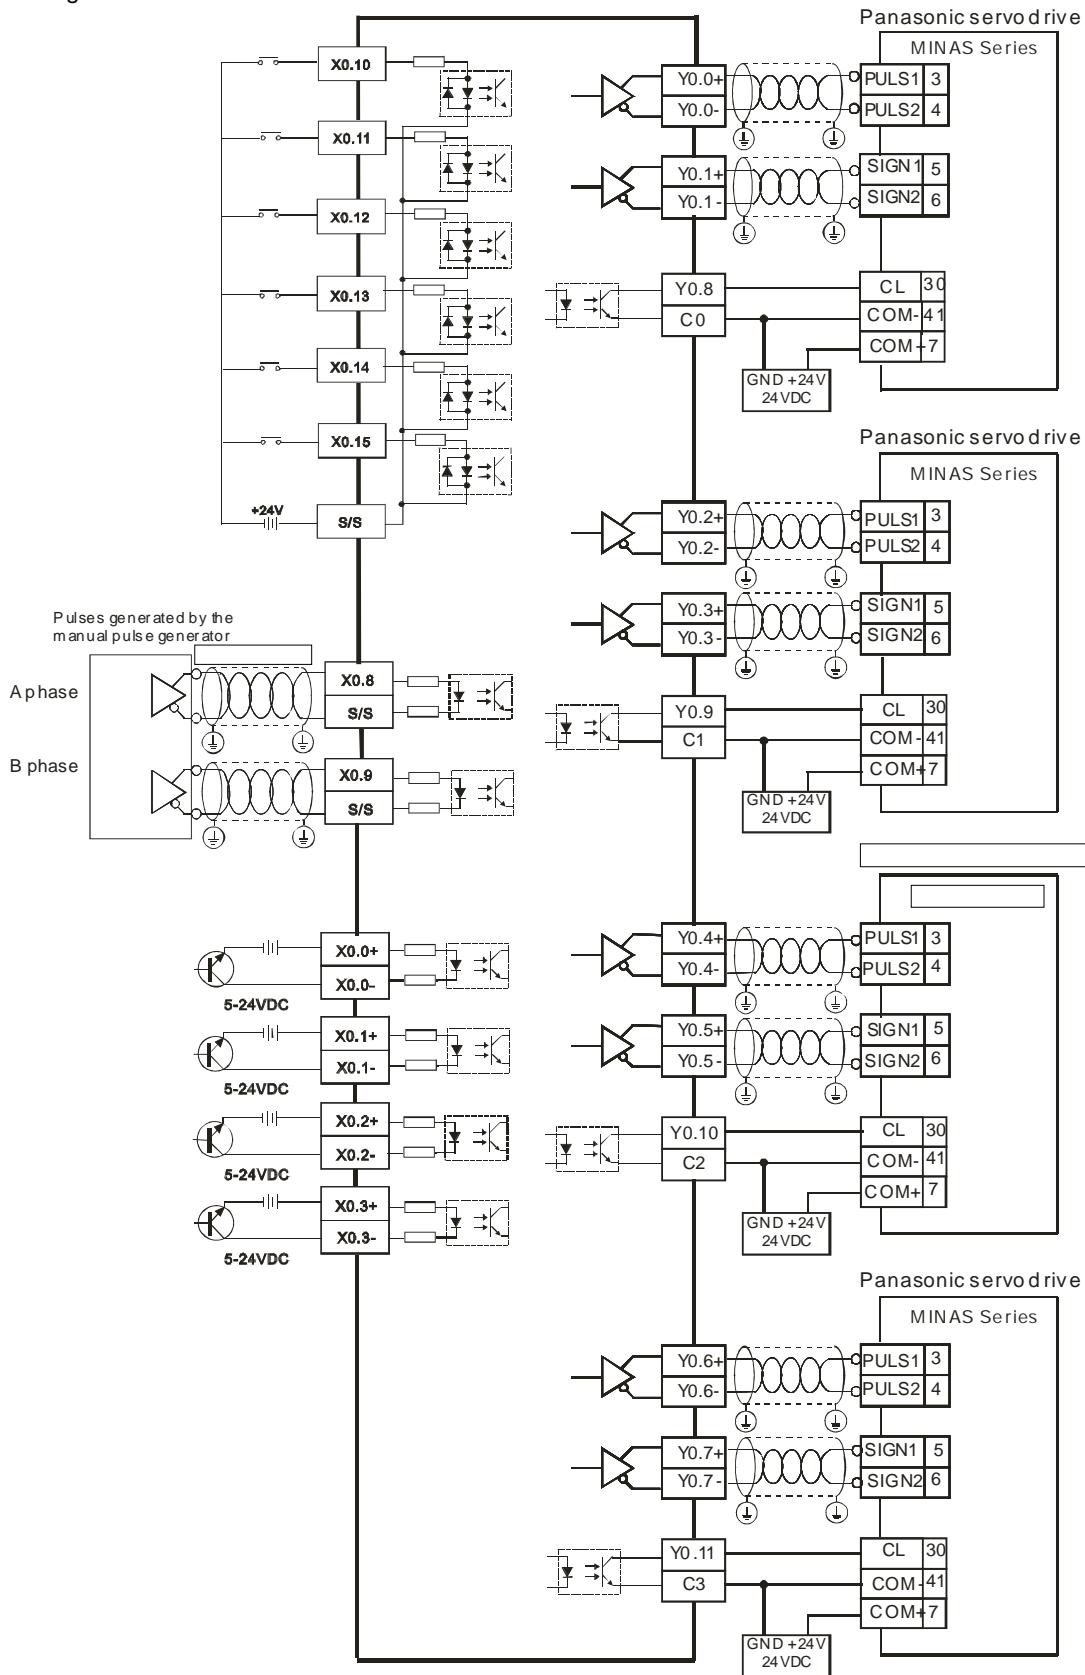 X0.10
X0.11
X0.12
X0.13
X0.14
X0.15
+24V
S/S
Pulses generated by the
manual pulse generator
A phase
X0.8
S/S
B phase
X0.9
S/S
X0.0+
X0.0-
5-24VDC
X0.1+
X0.1-
5-24VDC
X0.2+
X0.2-
5-24VDC
X0.3+
X0.3-
5-24VDC
Panasonic servo drive
MINAS Series
Y0.0+ PULS1 3
Y0.0- PULS2 4
Y0.1+ SIGN1 5
Y0.1- SIGN2 6
Y0.8 CL 30
C0 COM- 41
COM+ 7
GND +24V
24VDC
Panasonic servo drive
MINAS Series
Y0.2+ PULS1 3
Y0.2- PULS2 4
Y0.3+ SIGN1 5
Y0.3- SIGN2 6
Y0.9 CL 30
C1 COM- 41
COM+ 7
GND +24V
24VDC
Y0.4+ PULS1 3
Y0.4- PULS2 4
Y0.5+ SIGN1 5
Y0.5- SIGN2 6
Y0.10 CL 30
C2 COM- 41
COM+ 7
GND +24V
24VDC
Panasonic servo drive
MINAS Series
Y0.6+ PULS1 3
Y0.6- PULS2 4
Y0.7+ SIGN1 5
Y0.7- SIGN2 6
Y0.11 CL 30
C3 COM- 41
COM+ 7
GND +24V
24VDC